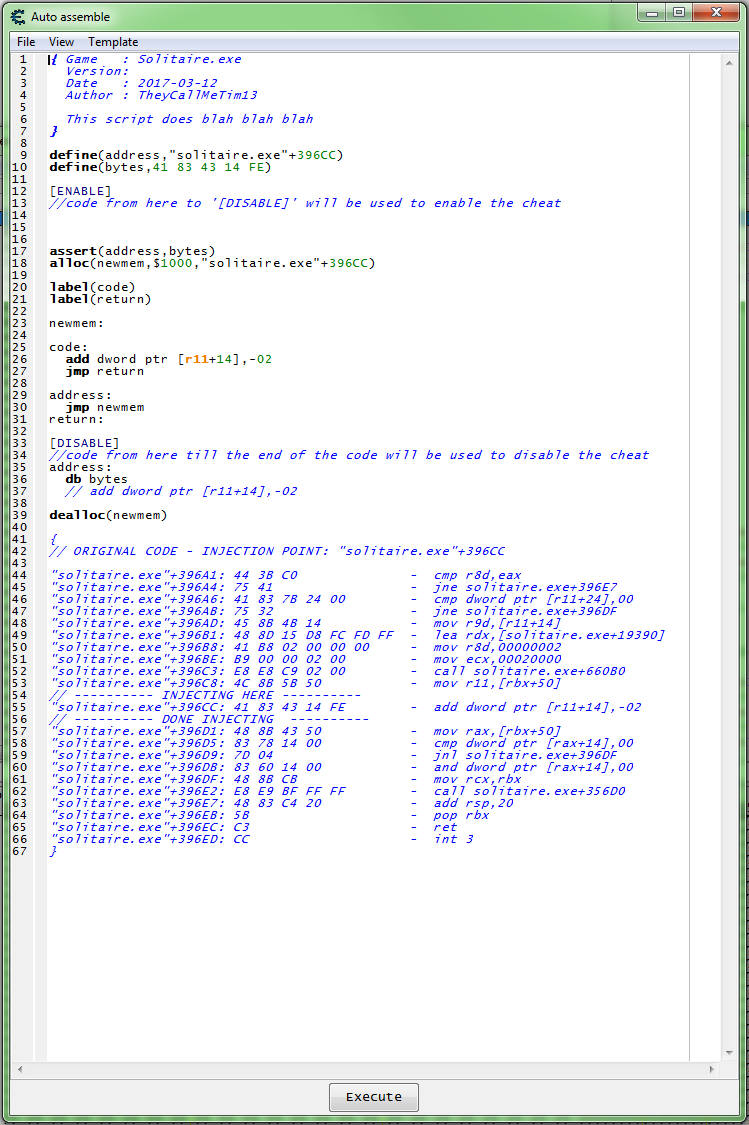 Auto assemble
File View Template
1 { Game   : Solitaire.exe
2   Version:
3   Date   : 2017-03-12
4   Author : TheyCallMeTim13
5
6   This script does blah blah blah
7 }
8
9 define(address,"solitaire.exe"+396CC)
10 define(bytes,41 83 43 14 FE)
11
12 [ENABLE]
13 //code from here to '[DISABLE]' will be used to enable the cheat
14
15
16
17 assert(address,bytes)
18 alloc(newmem,$1000,"solitaire.exe"+396CC)
19
20 label(code)
21 label(return)
22
23 newmem:
24
25 code:
26   add dword ptr [r11+14],-02
27   jmp return
28
29 address:
30   jmp newmem
31 return:
32
33 [DISABLE]
34 //code from here till the end of the code will be used to disable the cheat
35 address:
36   db bytes
37   // add dword ptr [r11+14],-02
38
39 dealloc(newmem)
40
41 {
42 // ORIGINAL CODE - INJECTION POINT: "solitaire.exe"+396CC
43
44 "solitaire.exe"+396A1: 44 3B C0              -  cmp r8d,eax
45 "solitaire.exe"+396A4: 75 41                 -  jne solitaire.exe+396E7
46 "solitaire.exe"+396A6: 41 83 7B 24 00        -  cmp dword ptr [r11+24],00
47 "solitaire.exe"+396AB: 75 32                 -  jne solitaire.exe+396DF
48 "solitaire.exe"+396AD: 45 8B 4B 14           -  mov r9d,[r11+14]
49 "solitaire.exe"+396B1: 48 8D 15 D8 FC FD FF  -  lea rdx,[solitaire.exe+19390]
50 "solitaire.exe"+396B8: 41 B8 02 00 00 00     -  mov r8d,00000002
51 "solitaire.exe"+396BE: B9 00 00 02 00        -  mov ecx,00020000
52 "solitaire.exe"+396C3: E8 E8 C9 02 00        -  call solitaire.exe+660B0
53 "solitaire.exe"+396C8: 4C 8B 5B 50           -  mov r11,[rbx+50]
54 // ---------- INJECTING HERE ----------
55 "solitaire.exe"+396CC: 41 83 43 14 FE        -  add dword ptr [r11+14],-02
56 // ---------- DONE INJECTING  ----------
57 "solitaire.exe"+396D1: 48 8B 43 50           -  mov rax,[rbx+50]
58 "solitaire.exe"+396D5: 83 78 14 00           -  cmp dword ptr [rax+14],00
59 "solitaire.exe"+396D9: 7D 04                 -  jnl solitaire.exe+396DF
60 "solitaire.exe"+396DB: 83 60 14 00           -  and dword ptr [rax+14],00
61 "solitaire.exe"+396DF: 48 8B CB              -  mov rcx,rbx
62 "solitaire.exe"+396E2: E8 E9 BF FF FF        -  call solitaire.exe+356D0
63 "solitaire.exe"+396E7: 48 83 C4 20           -  add rsp,20
64 "solitaire.exe"+396EB: 5B                    -  pop rbx
65 "solitaire.exe"+396EC: C3                    -  ret
66 "solitaire.exe"+396ED: CC                    -  int 3
67 }
Execute